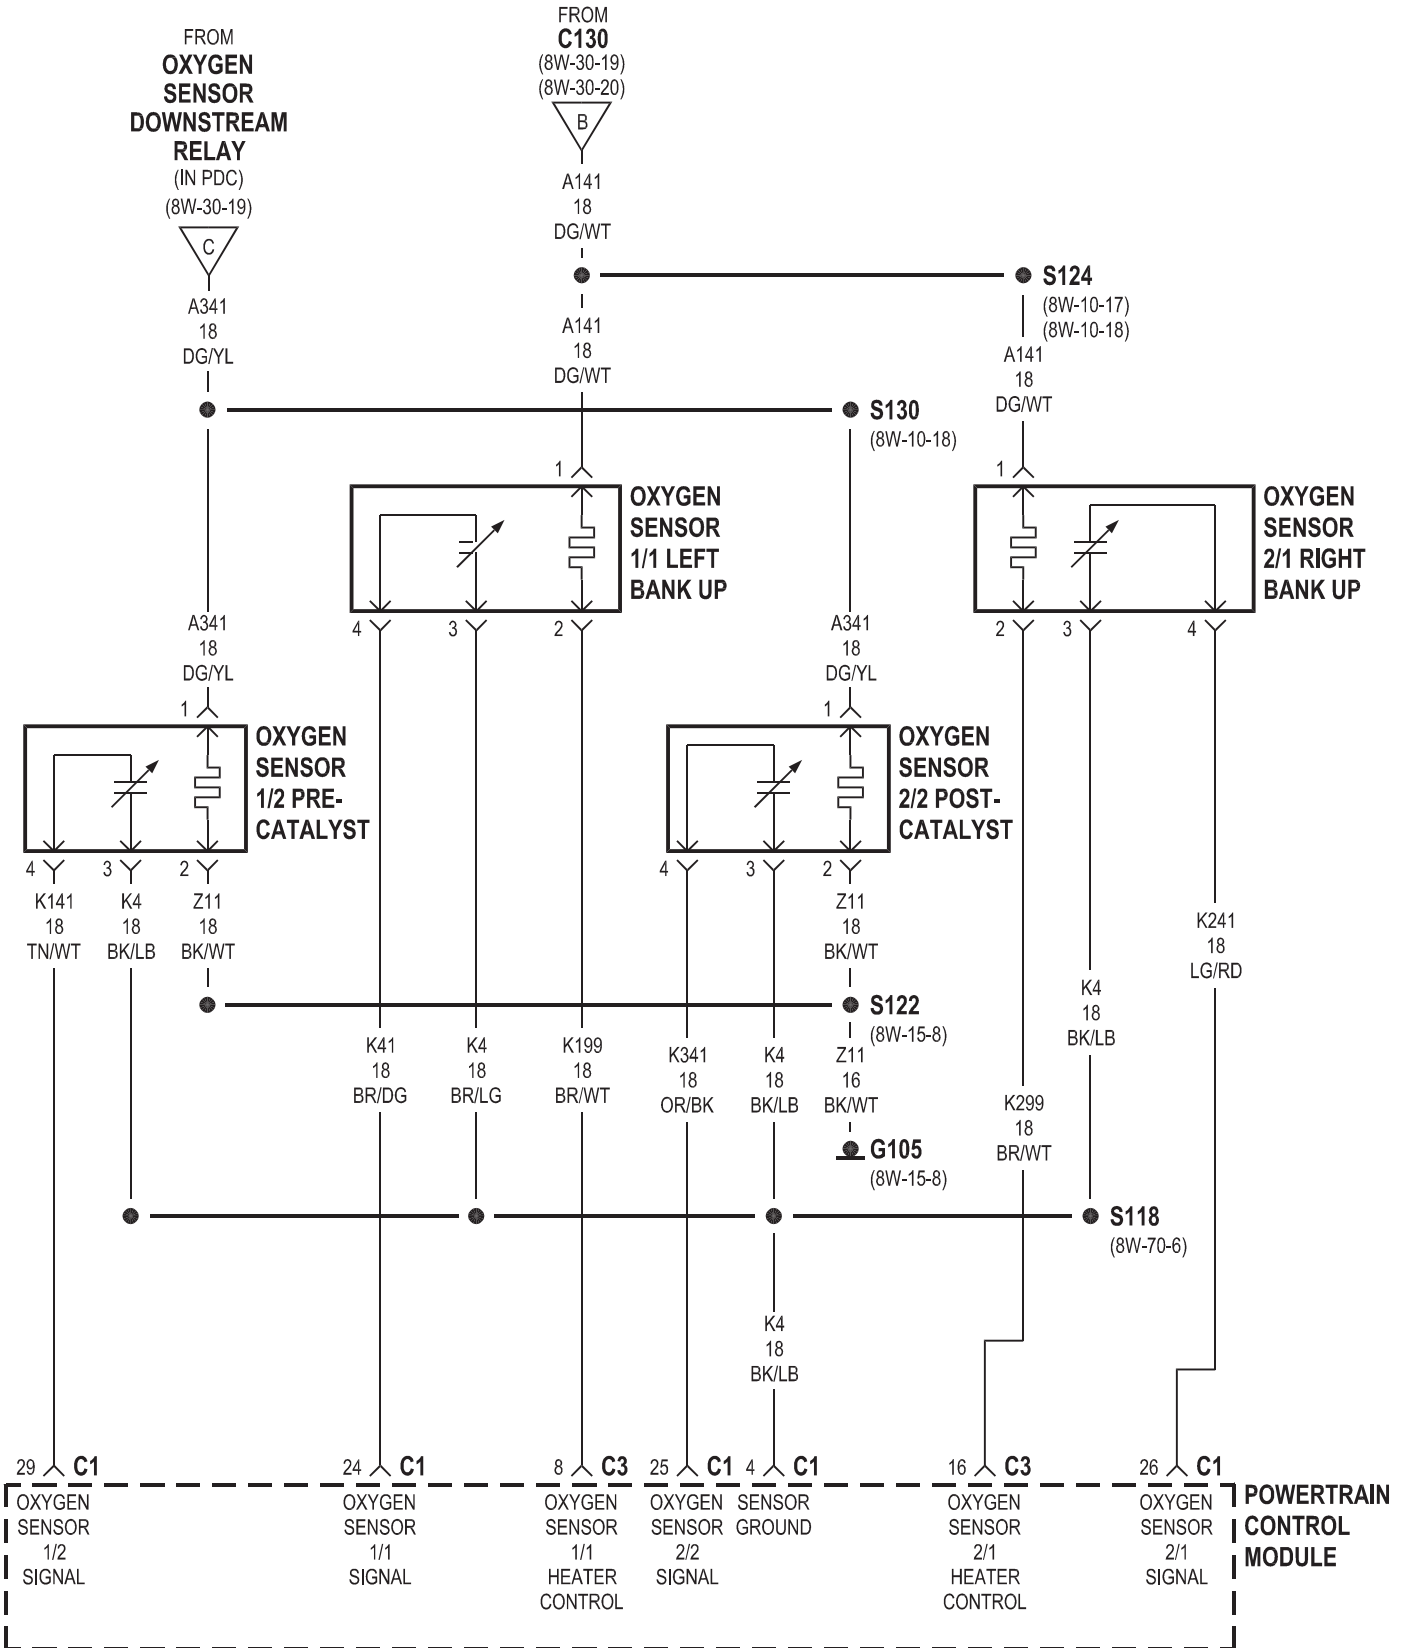 FROM
OXYGEN
SENSOR
DOWNSTREAM
RELAY
(IN PDC)
(8W-30-19)
C
A341
18
DG/YL
FROM
C130
(8W-30-19)
(8W-30-20)
B
A141
18
DG/WT
S124
(8W-10-17)
(8W-10-18)
A141
18
DG/WT
A141
18
DG/WT
S130
(8W-10-18)
1
OXYGEN
SENSOR
1/1 LEFT
BANK UP
4
3
2
1
OXYGEN
SENSOR
2/1 RIGHT
BANK UP
2
3
4
A341
18
DG/YL
1
OXYGEN
SENSOR
1/2 PRE-
CATALYST
4
3
2
A341
18
DG/YL
1
OXYGEN
SENSOR
2/2 POST-
CATALYST
4
3
2
K141
18
TN/WT
K4
18
BK/LB
Z11
18
BK/WT
Z11
18
BK/WT
K241
18
LG/RD
S122
(8W-15-8)
K4
18
BK/LB
K41
18
BR/DG
K4
18
BR/LG
K199
18
BR/WT
K341
18
OR/BK
K4
18
BK/LB
Z11
16
BK/WT
K299
18
BR/WT
G105
(8W-15-8)
S118
(8W-70-6)
K4
18
BK/LB
29 C1
24 C1
8 C3
25 C1
4 C1
16 C3
26 C1
OXYGEN
SENSOR
1/2
SIGNAL
OXYGEN
SENSOR
1/1
SIGNAL
OXYGEN
SENSOR
1/1
HEATER
CONTROL
OXYGEN
SENSOR
2/2
SIGNAL
SENSOR
GROUND
OXYGEN
SENSOR
2/1
HEATER
CONTROL
OXYGEN
SENSOR
2/1
SIGNAL
POWERTRAIN
CONTROL
MODULE